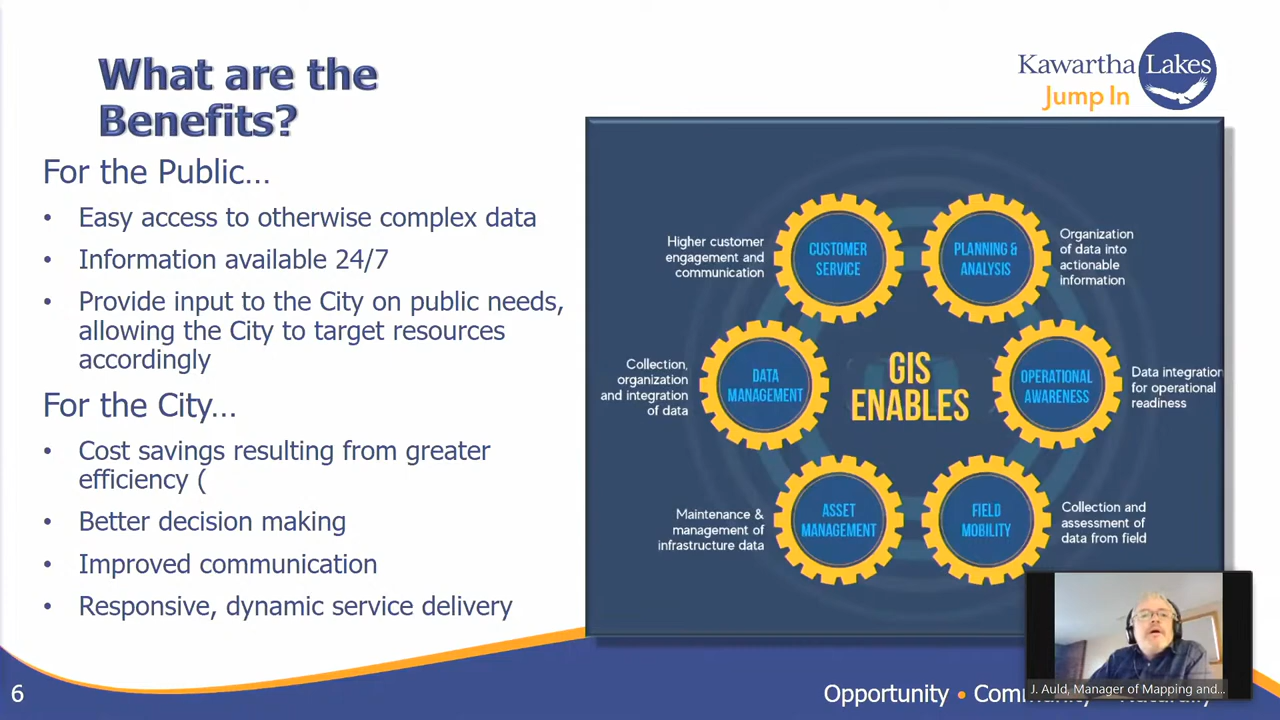 What are the
Benefits?
For the Public...
• Easy access to otherwise complex data
• Information available 24/7
• Provide input to the City on public needs,
allowing the City to target resources
accordingly
For the City...
• Cost savings resulting from greater
efficiency (
• Better decision making
• Improved communication
• Responsive, dynamic service delivery
Kawartha Lakes
Jump In
Higher customer
engagement and
communication
CUSTOMER
SERVICE
PLANNING &
ANALYSIS
Organization
of data into
actionable
information
Collection,
organization
and integration
of data
DATA
MANAGEMENT
GIS
ENABLES
OPERATIONAL
AWARENESS
Data integration
for operational
readiness
Maintenance &
management of
infrastructure data
ASSET
MANAGEMENT
FIELD
MOBILITY
Collection and
assessment of
data from field
6
Opportunity •
J. Auld, Manager of Mapping and...